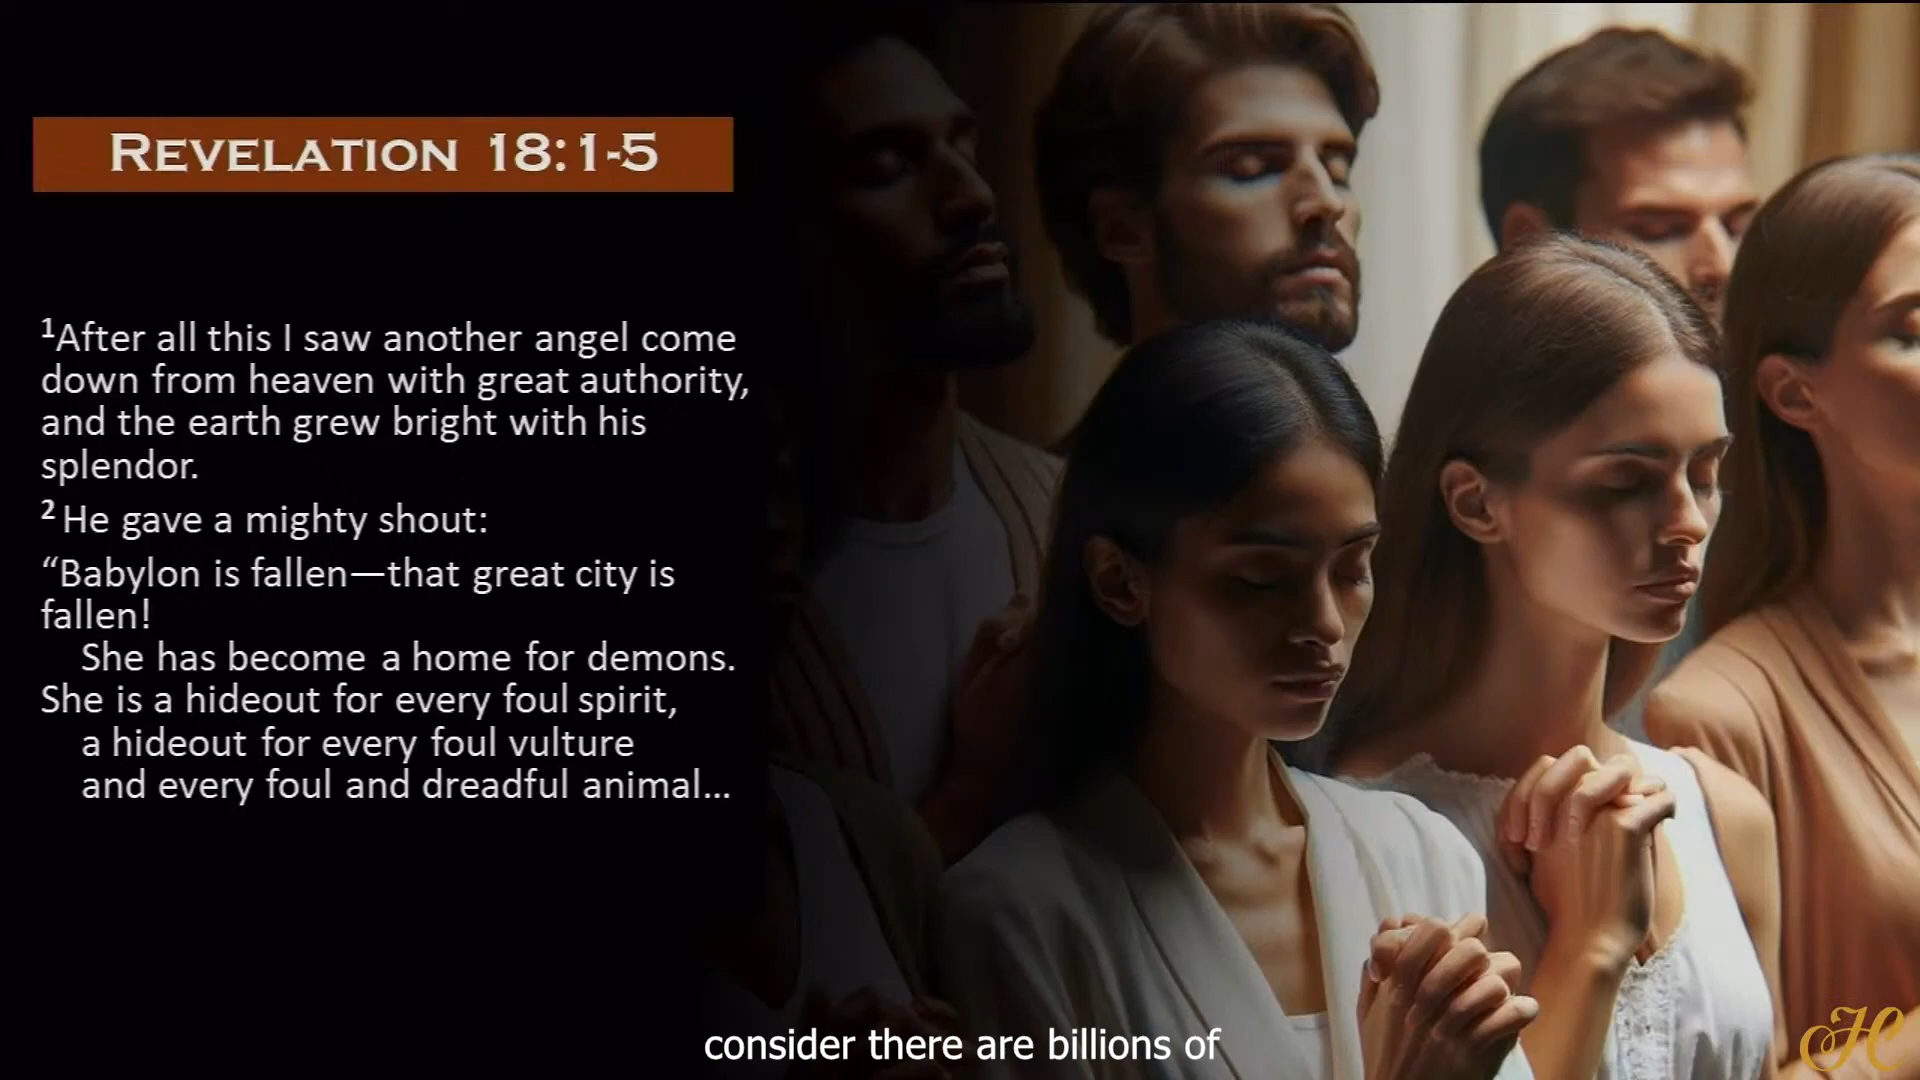 REVELATION 18:1-5
¹After all this I saw another angel come
down from heaven with great authority,
and the earth grew bright with his
splendor.
² He gave a mighty shout:
“Babylon is fallen—that great city is
fallen!
She has become a home for demons.
She is a hideout for every foul spirit,
a hideout for every foul vulture
and every foul and dreadful animal...
consider there are billions of
H